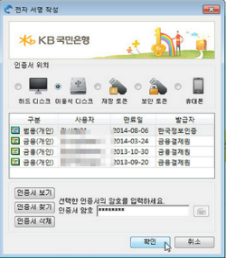 전자 서명 작성
KB 국민은행
인증서 위치
하드 디스크 이동식 디스크 저장 토큰 보안 토큰 휴대폰
구분 사용자 만료일 발급자
범용(개인) 2014-08-06 한국정보인증
금융(개인) 2014-03-24 금융결제원
금융(개인) 2013-10-30 금융결제원
금융(개인) 2013-09-20 금융결제원
인증서 보기
인증서 찾기
인증서 삭제
선택한 인증서의 암호를 입력하세요.
인증서 암호 ********
확인 취소